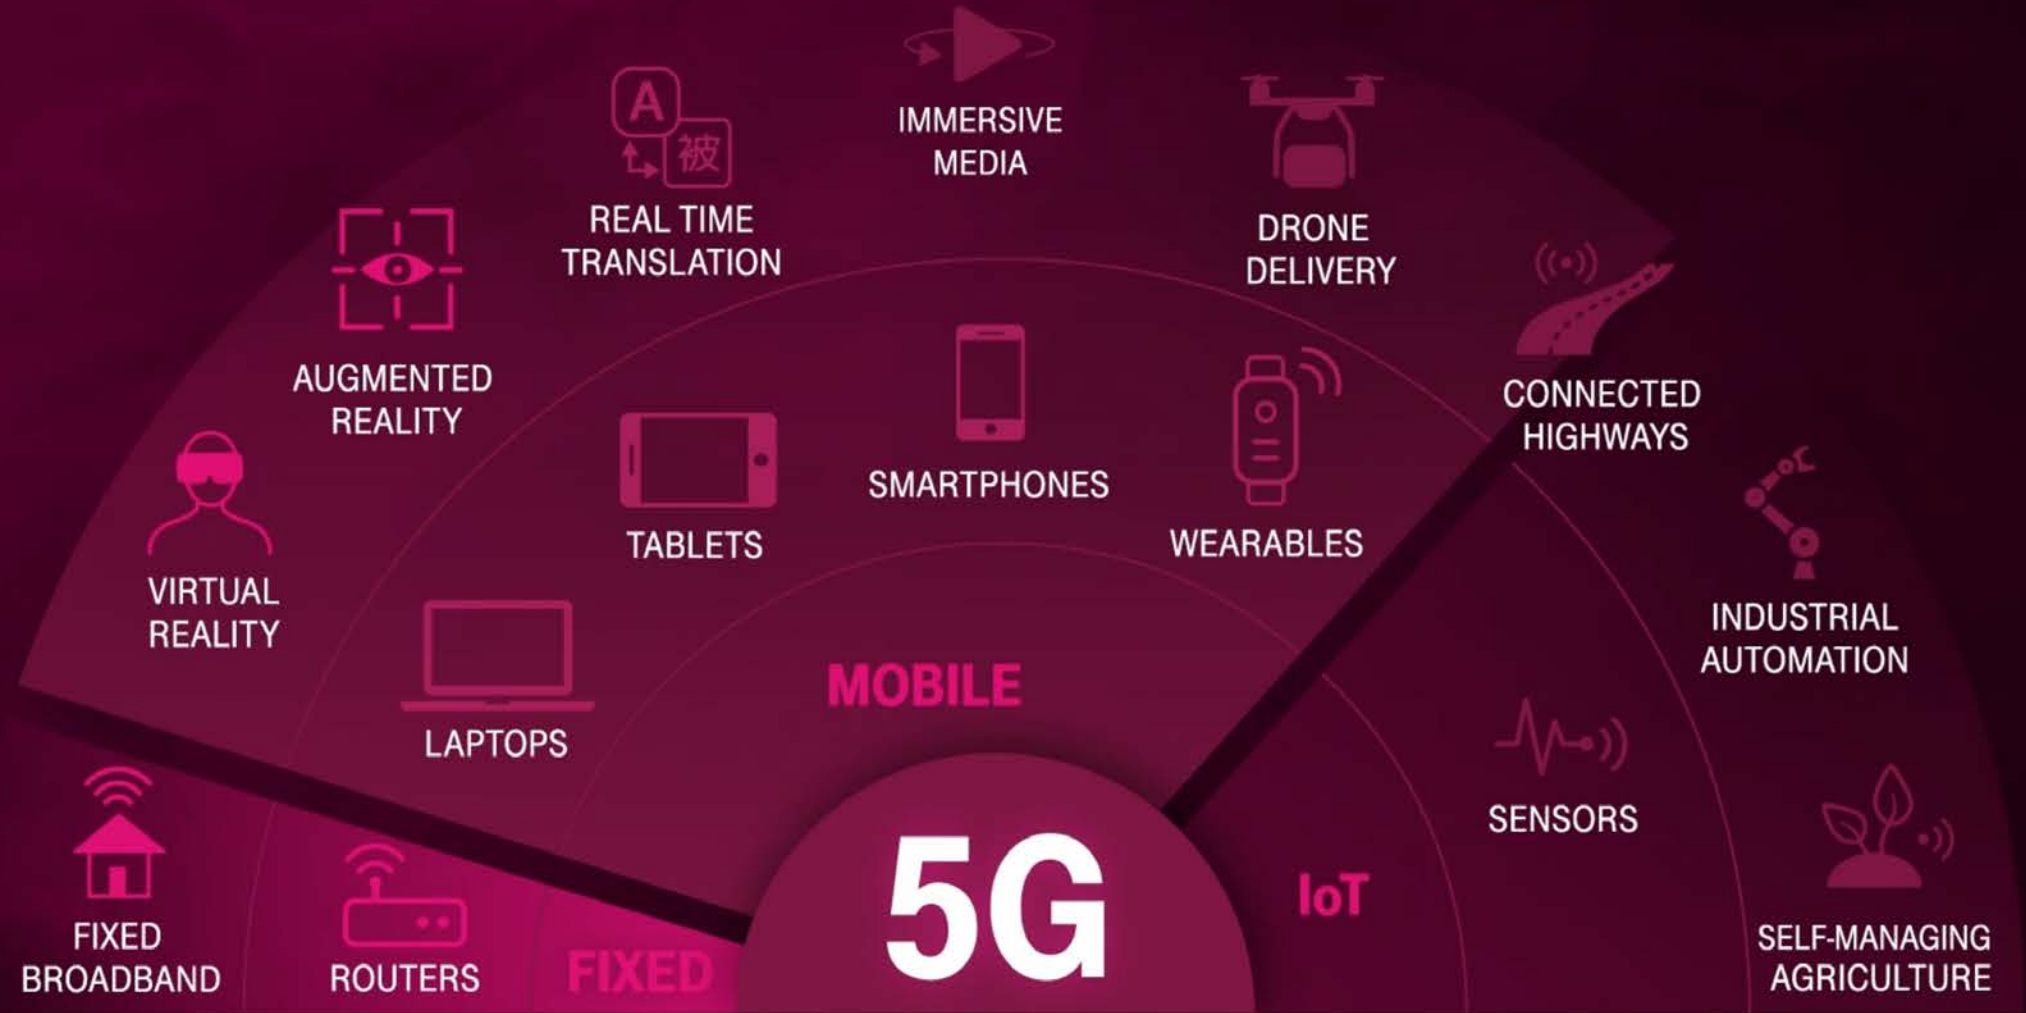 IMMERSIVE
MEDIA
A
被
REAL TIME
TRANSLATION
DRONE
DELIVERY
AUGMENTED
REALITY
CONNECTED
HIGHWAYS
SMARTPHONES
TABLETS
WEARABLES
VIRTUAL
REALITY
INDUSTRIAL
AUTOMATION
MOBILE
LAPTOPS
SENSORS
5G
IoT
FIXED
BROADBAND
ROUTERS
FIXED
SELF-MANAGING
AGRICULTURE